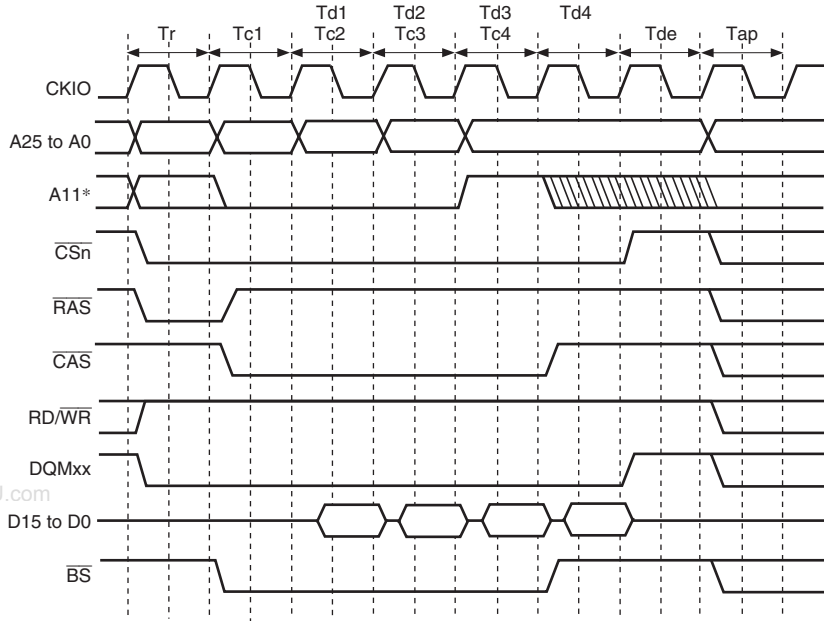 Td1 Td2 Td3 Td4
Tr Tc1 Tc2 Tc3 Tc4 Tde Tap
CKIO
A25 to A0
A11*
CSn
RAS
CAS
RD/WR
DQMxx
.com
D15 to D0
BS